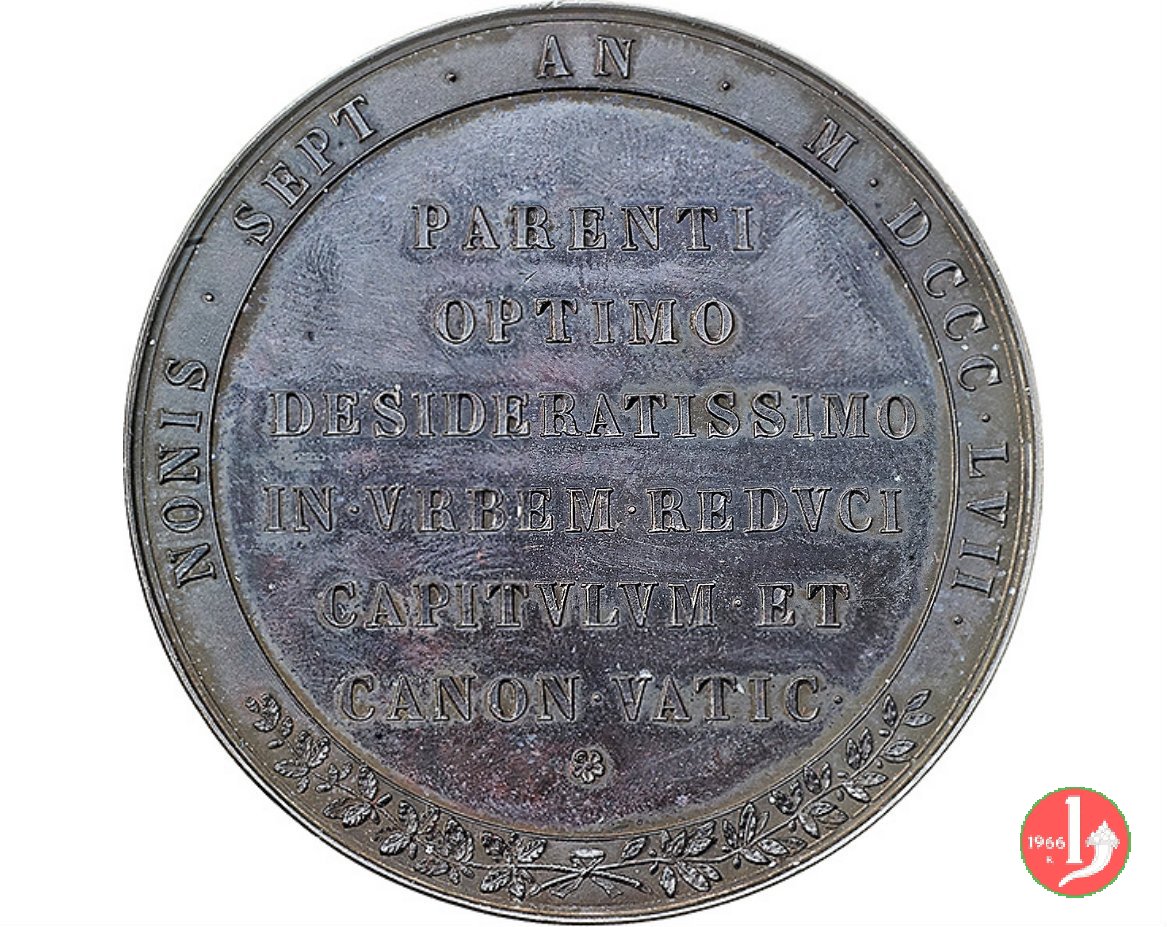 NONIS · SEPT · AN · M · DCCC · LVII ·
PARENTI
OPTIMO
DESIDERATISSIMO
IN · VRBEM · REDVCI
CAPITVLVM · ET
CANON · VATIC ·
1966
R.